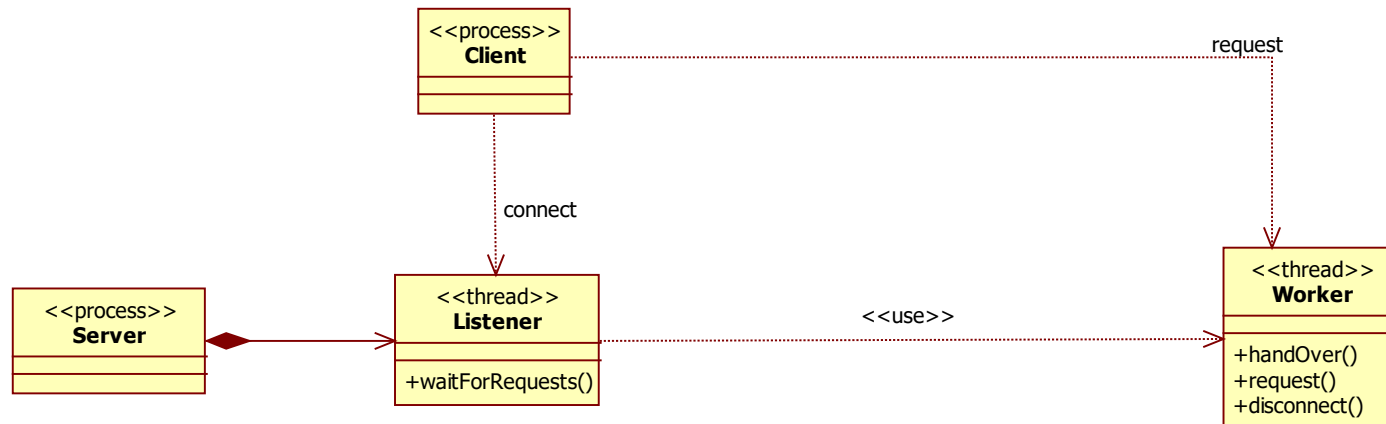 <<process>>
Client
request
connect
<<process>>
Server
<<thread>>
Listener
+waitForRequests()
<<use>>
<<thread>>
Worker
+handOver()
+request()
+disconnect()